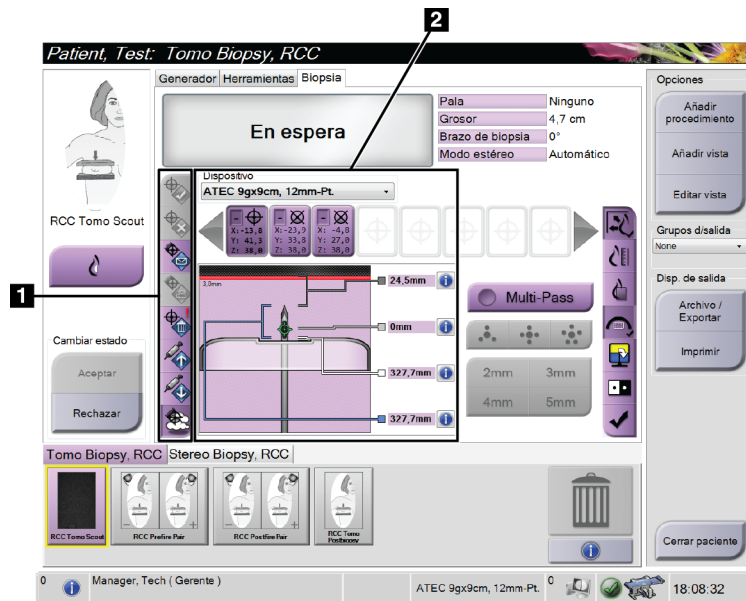 2
Patient, Test: Tomo Biopsy, RCC
Generador Herramientas Biopsia
Opciones
En espera
Pala Ninguno
Grosor 4,7 cm
Brazo de biopsia 0°
Modo estéreo Automático
Añadir procedimiento
Añadir vista
Editar vista
Dispositivo
ATEC 9gx9cm, 12mm-Pt.
X:-13,8
Y: 41,3
Z: 38,0
X:-23,9
Y: 33,8
Z: 38,0
X: -4,8
Y: 27,0
Z: 38,0
RCC Tomo Scout
Grupos d/salida
None
1
3,0mm
24,5mm
0mm
327,7mm
327,7mm
Multi-Pass
2mm 3mm
4mm 5mm
Disp. de salida
Archivo /
Exportar
Imprimir
Cambiar estado
Aceptar
Rechazar
Tomo Biopsy, RCC Stereo Biopsy, RCC
RCC Tomo Scout
RCC Prefire Pair
RCC Postfire Pair
RCC Tomo
Postbiopsy
Cerrar paciente
0 Manager, Tech ( Gerente ) ATEC 9gx9cm, 12mm-Pt. 0 18:08:32